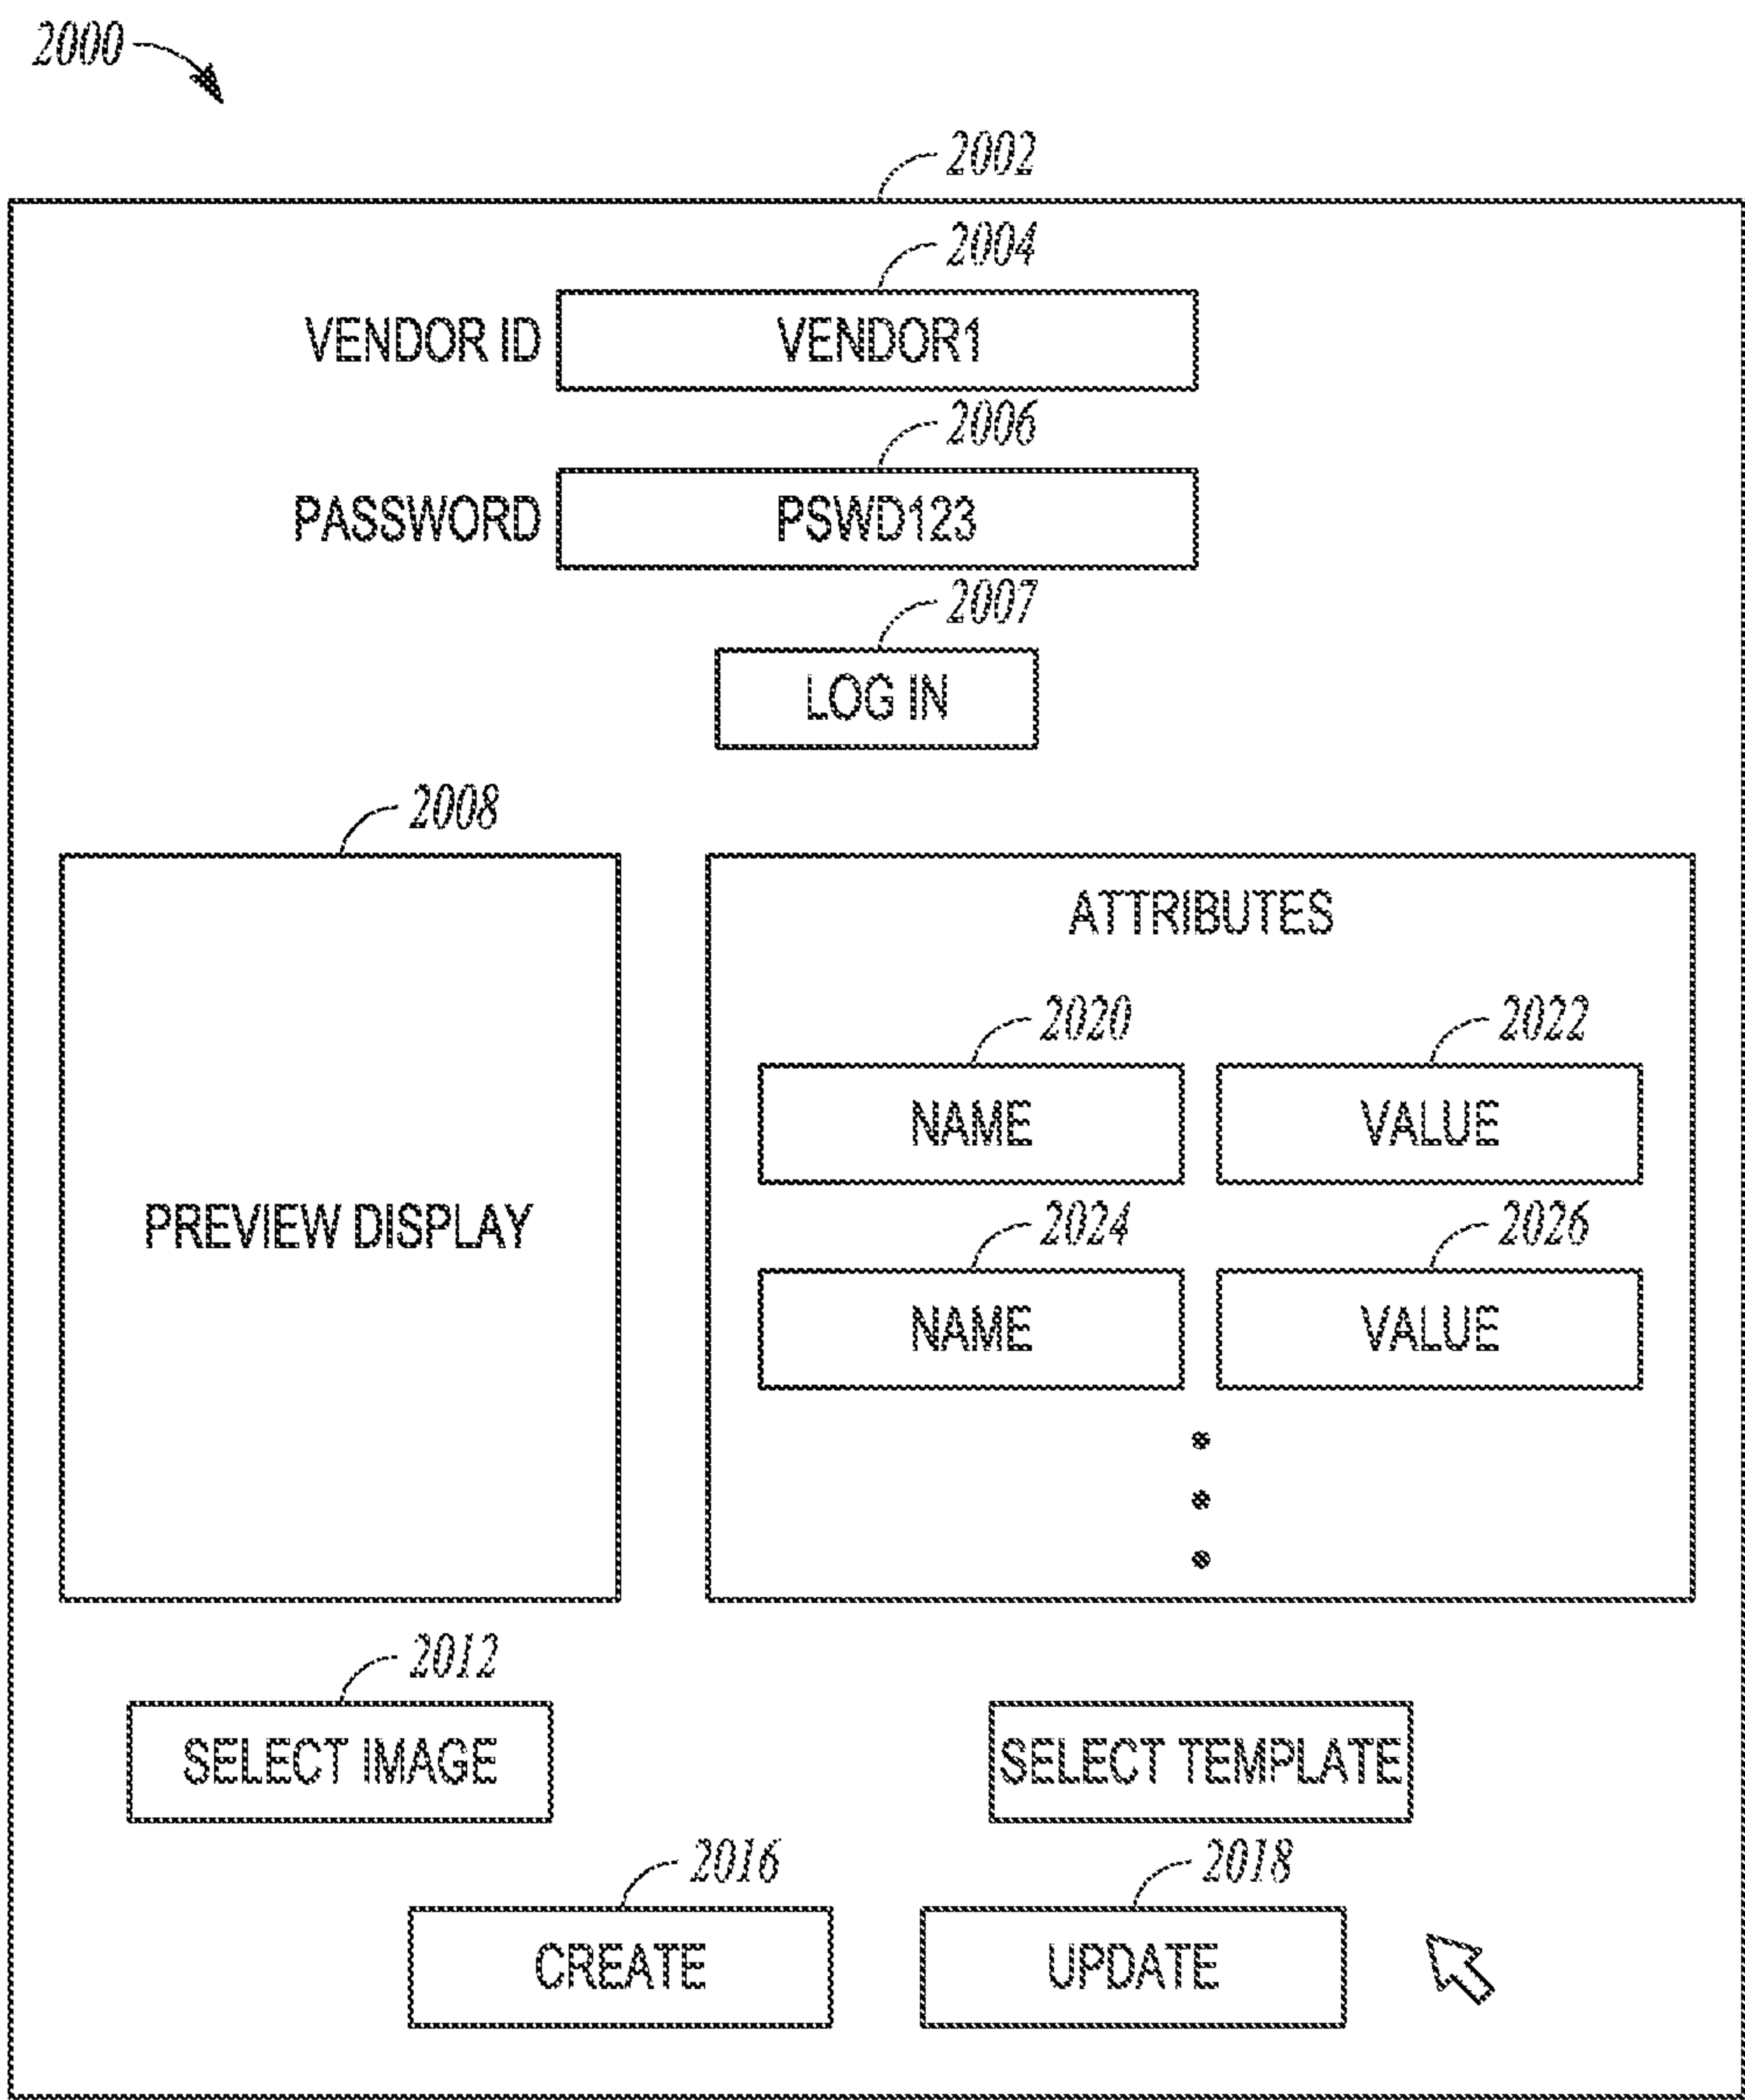 2000
2002
2004
VENDOR ID VENDOR1
2006
PASSWORD PSWD123
2007
LOG IN
2008
PREVIEW DISPLAY
ATTRIBUTES
2020 2022
NAME VALUE
2024 2026
NAME VALUE
2012
SELECT IMAGE SELECT TEMPLATE
2016 2018
CREATE UPDATE